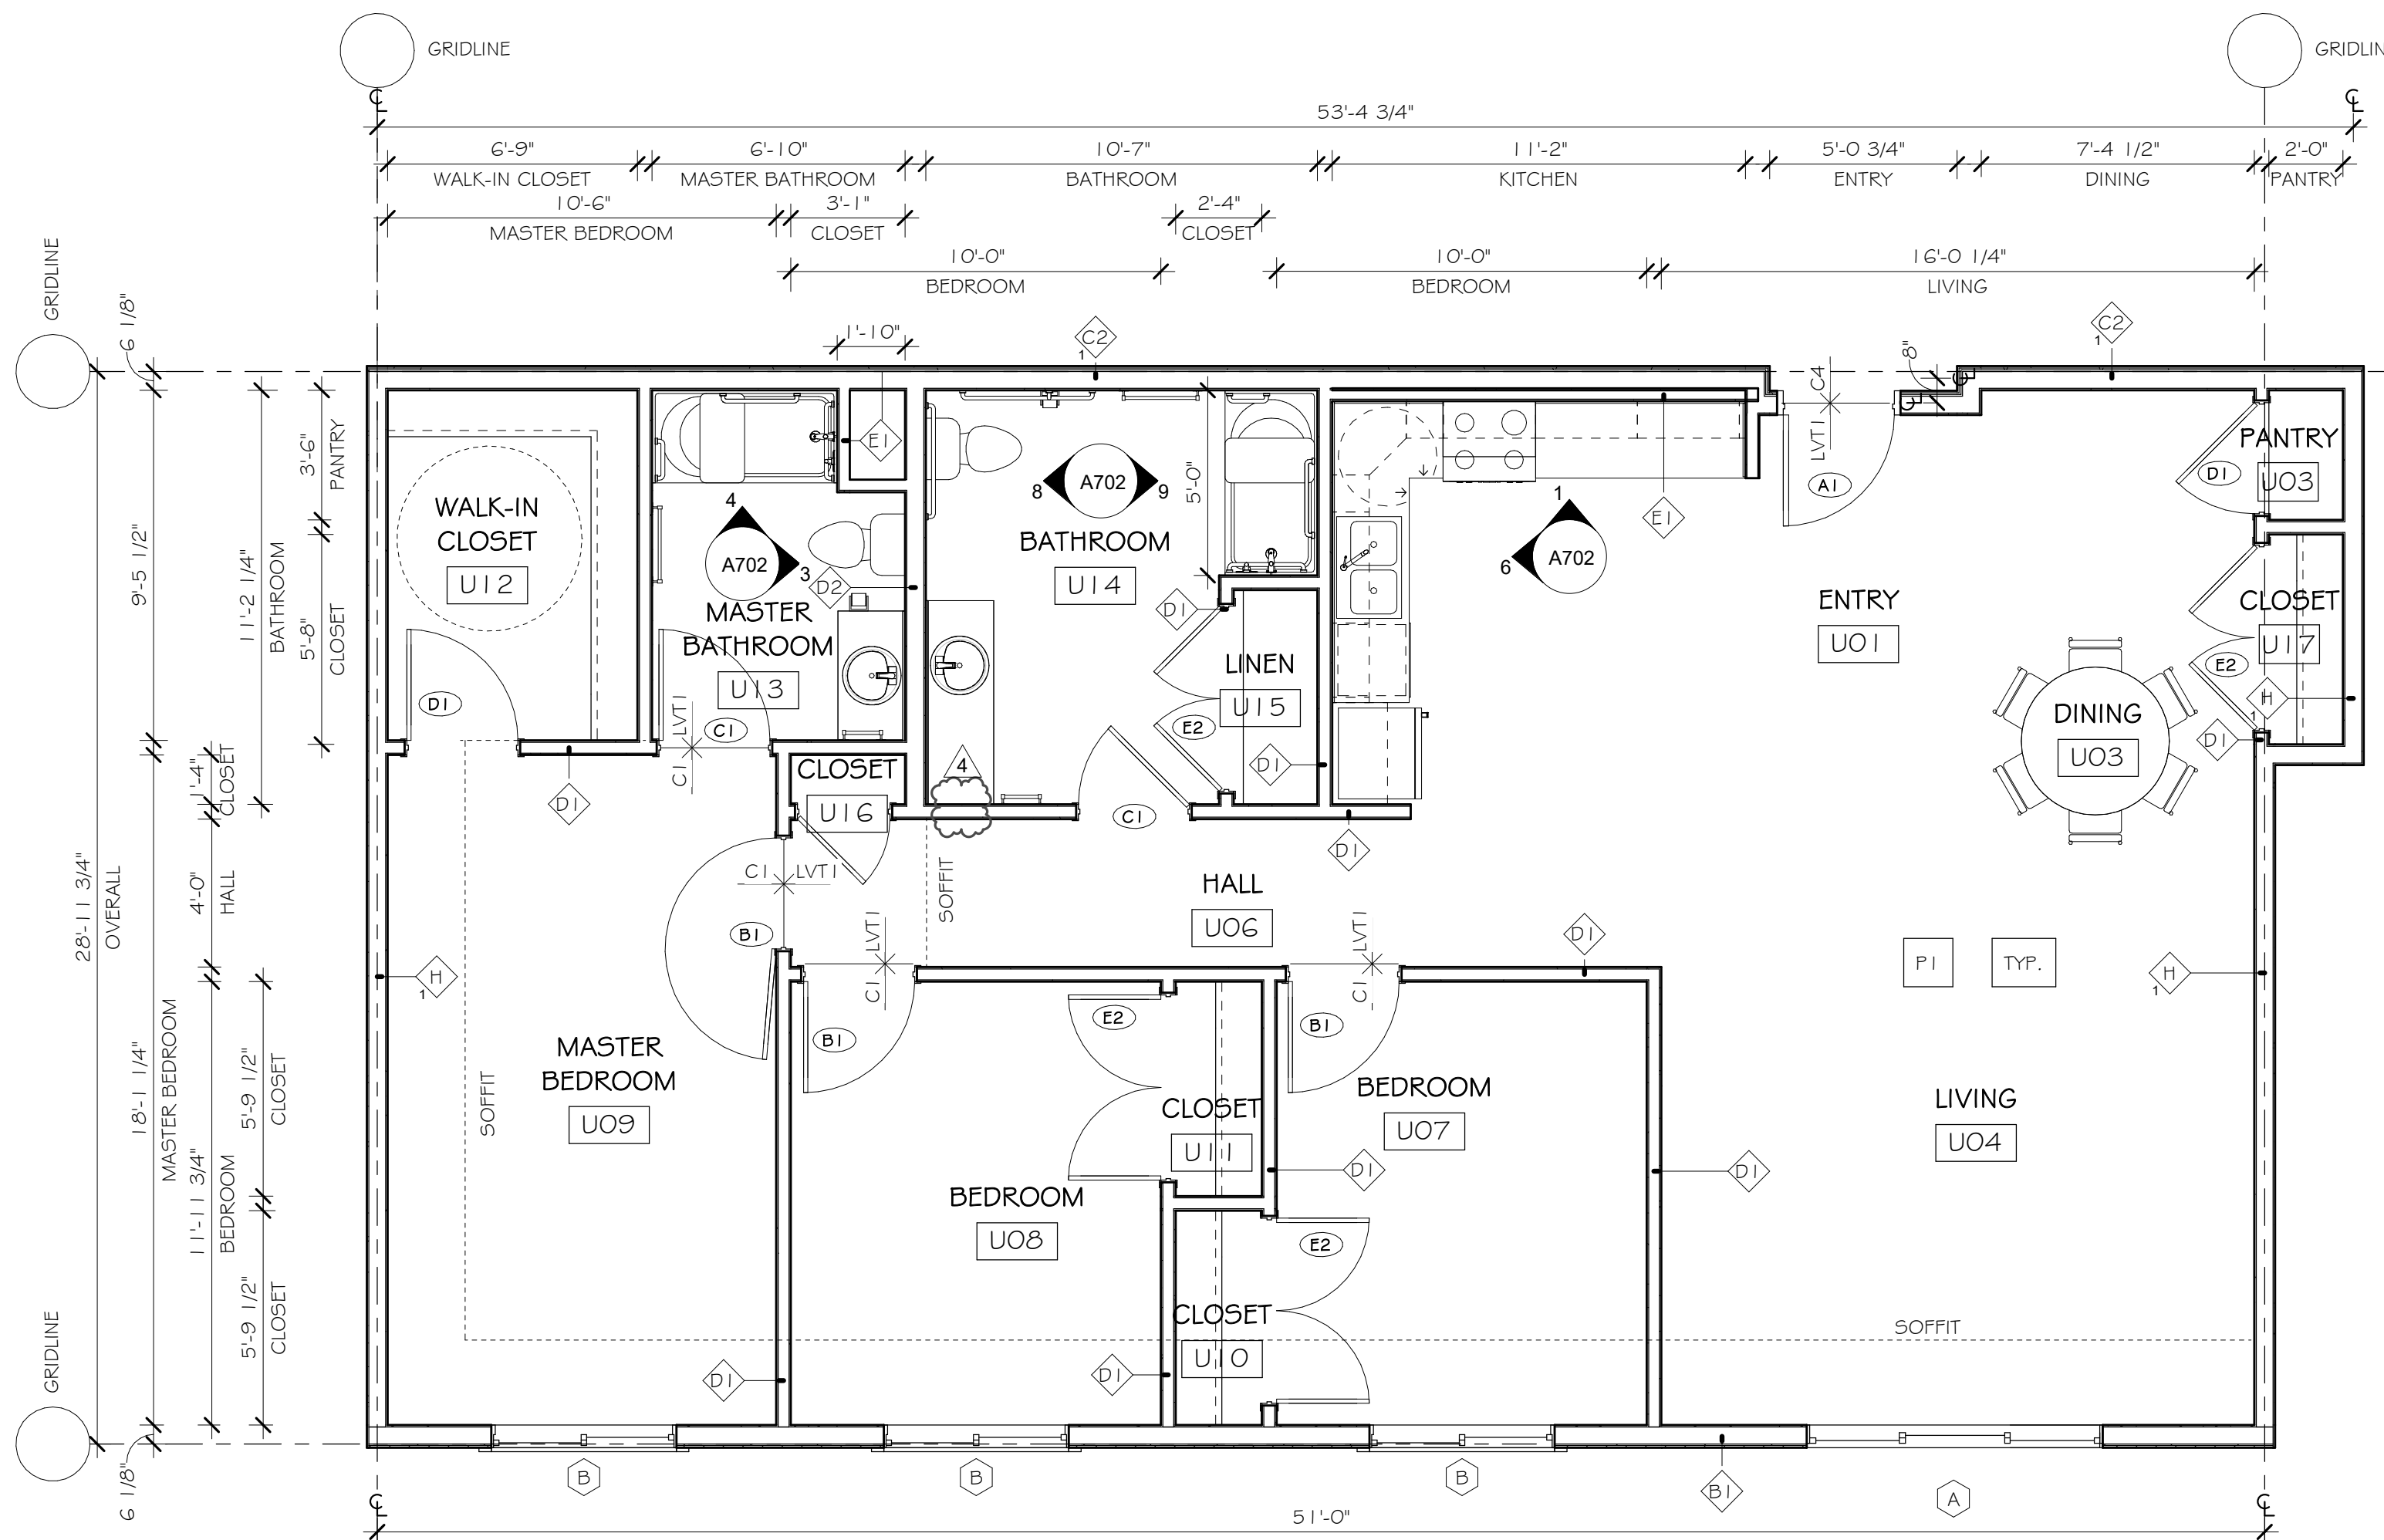 GRIDLINE
GRIDLIN
53'-4 3/4"
6'-9"
WALK-IN CLOSET
6'-10"
MASTER BATHROOM
10'-7"
BATHROOM
11'-2"
KITCHEN
5'-0 3/4"
ENTRY
7'-4 1/2"
DINING
2'-0"
PANTRY
10'-6"
MASTER BEDROOM
3'-1"
CLOSET
2'-4"
CLOSET
10'-0"
BEDROOM
10'-0"
BEDROOM
16'-0 1/4"
LIVING
GRIDLINE
6 1/8"
1'-10"
C2
1
C2
1
8"
C4
LVT1
3'-6"
PANTRY
9'-5 1/2"
11'-2 1/4"
BATHROOM
5'-8"
CLOSET
1'-4"
CLOSET
28'-11 3/4"
OVERALL
4'-0"
HALL
18'-1 1/4"
MASTER BEDROOM
11'-11 3/4"
BEDROOM
5'-9 1/2"
CLOSET
5'-9 1/2"
CLOSET
GRIDLINE
6 1/8"
WALK-IN
CLOSET
U12
D1
E1
4
A702
3
D2
MASTER
BATHROOM
U13
C1
LVT1
C1
D1
8
A702
9
5'-0"
BATHROOM
U14
D1
LINEN
U15
E2
D1
4
C1
CLOSET
U16
1
A702
6
E1
A1
ENTRY
U01
PANTRY
U03
D1
CLOSET
U17
E2
H
1
D1
DINING
U03
D1
SOFFIT
C1
LVT1
B1
HALL
U06
LVT1
C1
LVT1
C1
D1
P1
TYP.
H
1
H
1
MASTER
BEDROOM
U09
SOFFIT
B1
E2
B1
CLOSET
U11
BEDROOM
U07
D1
D1
LIVING
U04
BEDROOM
U08
E2
CLOSET
U10
D1
D1
SOFFIT
B
B
B
B1
A
51'-0"